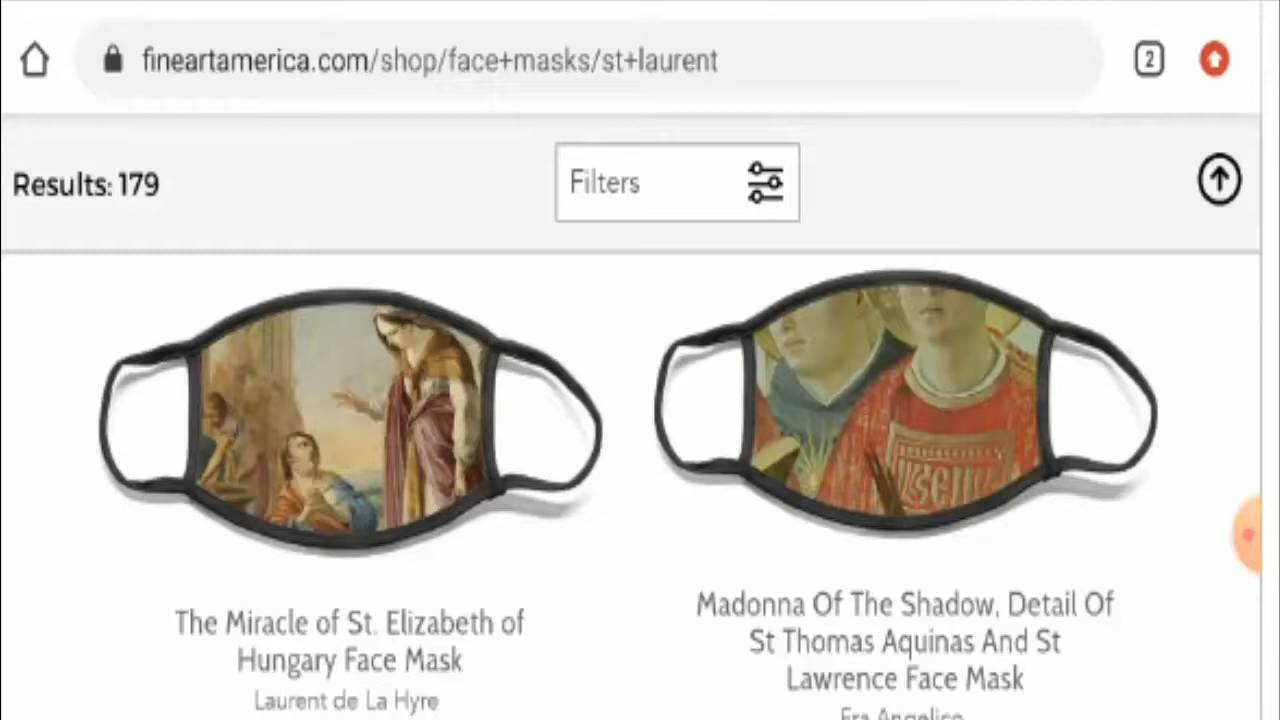 fineartamerica.com/shop/face+masks/st+laurent
2
Results: 179
Filters
The Miracle of St. Elizabeth of
Hungary Face Mask
Laurent de La Hyre
Madonna Of The Shadow, Detail Of
St Thomas Aquinas And St
Lawrence Face Mask
Fra Angelico